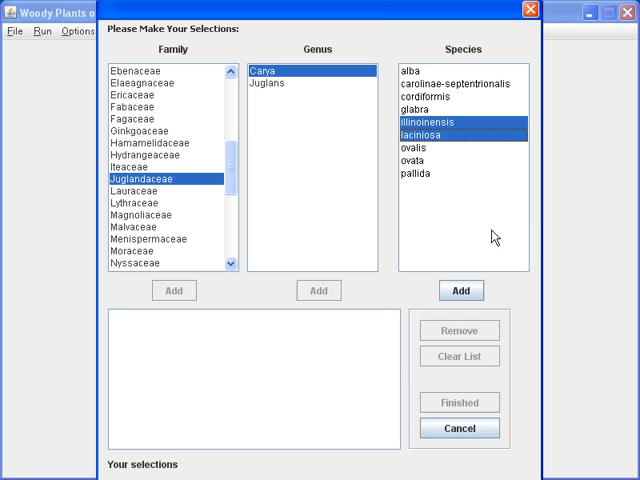 Woody Plants o
File Run Options
Please Make Your Selections:
Family Genus Species
Ebenaceae
Elaeagnaceae
Ericaceae
Fabaceae
Fagaceae
Ginkgoaceae
Hamamelidaceae
Hydrangeaceae
Iteaceae
Juglandaceae
Lauraceae
Lythraceae
Magnoliaceae
Malvaceae
Menispermaceae
Moraceae
Nyssaceae
Carya
Juglans
alba
carolinae-septentrionalis
cordiformis
glabra
illinoinensis
laciniosa
ovalis
ovata
pallida
Add Add Add
Remove
Clear List
Finished
Cancel
Your selections